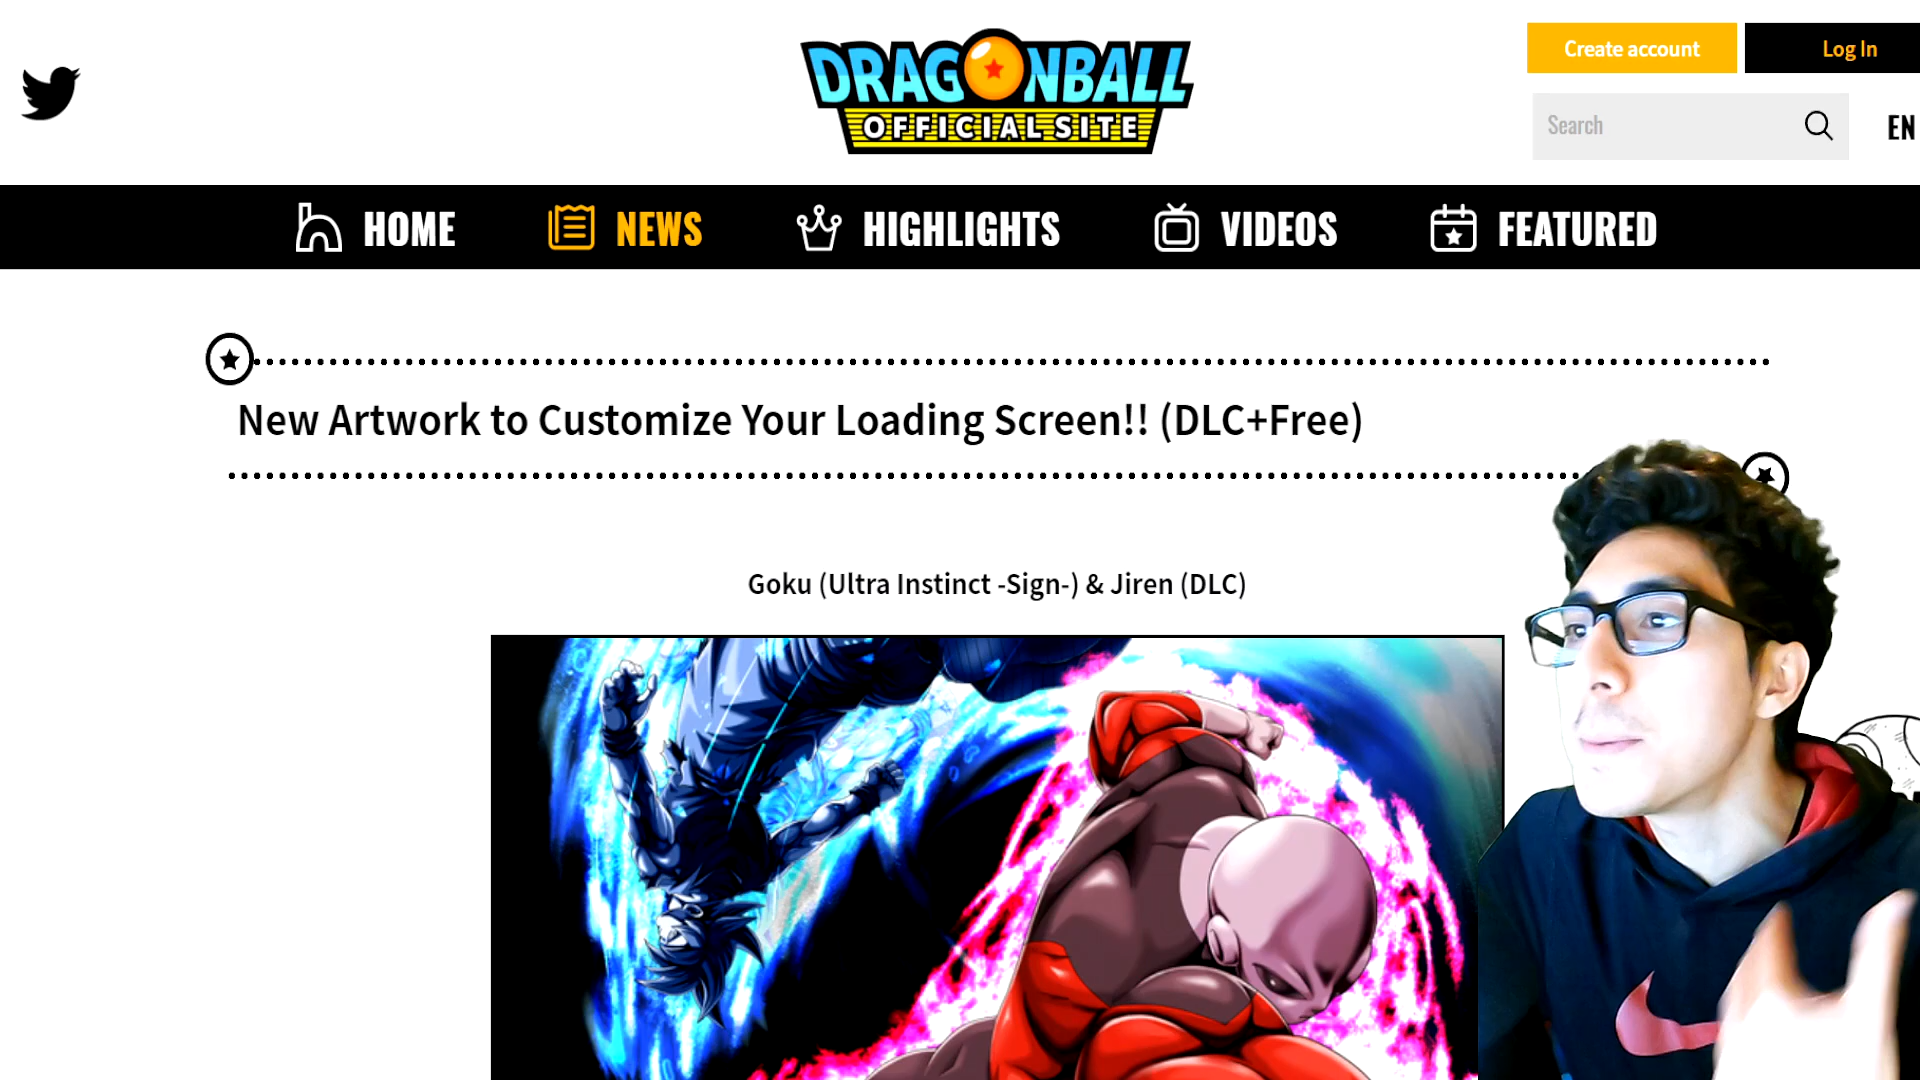 DRAGONBALL
OFFICIAL SITE
Create account
Log In
Search
EN
HOME
NEWS
HIGHLIGHTS
VIDEOS
FEATURED
New Artwork to Customize Your Loading Screen!! (DLC+Free)
Goku (Ultra Instinct -Sign-) & Jiren (DLC)